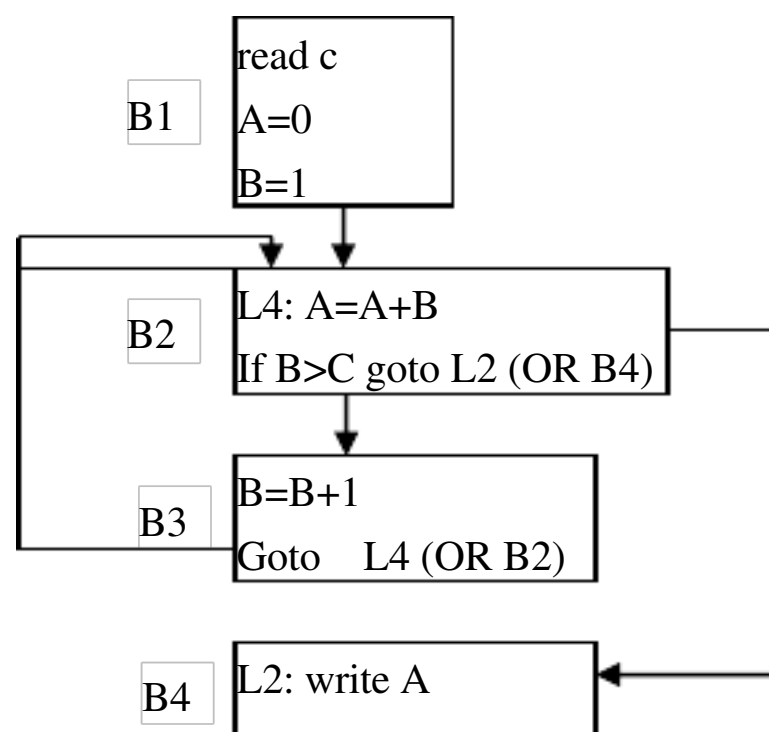 read c
B1
A=0
B=1
L4: A=A+B
B2
If B>C goto L2 (OR B4)
B=B+1
B3
Goto L4 (OR B2)
L2: write A
B4